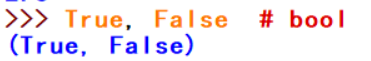 >>> True, False  # bool
(True, False)